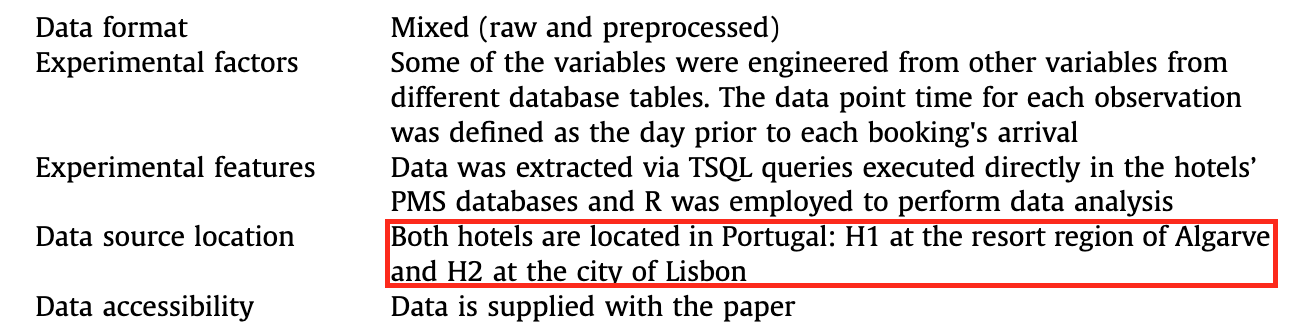 Data format Mixed (raw and preprocessed)
Experimental factors Some of the variables were engineered from other variables from
different database tables. The data point time for each observation
was defined as the day prior to each booking's arrival
Experimental features Data was extracted via TSQL queries executed directly in the hotels’
PMS databases and R was employed to perform data analysis
Data source location Both hotels are located in Portugal: H1 at the resort region of Algarve
and H2 at the city of Lisbon
Data accessibility Data is supplied with the paper